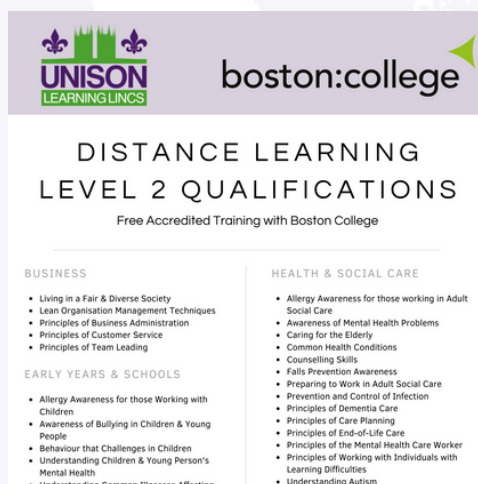 UNISON
LEARNING LINCS
boston:college
DISTANCE LEARNING
LEVEL 2 QUALIFICATIONS
Free Accredited Training with Boston College
BUSINESS
• Living in a Fair & Diverse Society
• Lean Organisation Management Techniques
• Principles of Business Administration
• Principles of Customer Service
• Principles of Team Leading
EARLY YEARS & SCHOOLS
• Allergy Awareness for those Working with
Children
• Awareness of Bullying in Children & Young
People
• Behaviour that Challenges in Children
• Understanding Children & Young Person's
Mental Health
• Understanding Common Illnesses Affecting
HEALTH & SOCIAL CARE
• Allergy Awareness for those working in Adult
Social Care
• Awareness of Mental Health Problems
• Caring for the Elderly
• Common Health Conditions
• Counselling Skills
• Falls Prevention Awareness
• Preparing to Work in Adult Social Care
• Prevention and Control of Infection
• Principles of Dementia Care
• Principles of Care Planning
• Principles of End-of-Life Care
• Principles of the Mental Health Care Worker
• Principles of Working with Individuals with
Learning Difficulties
• Understanding Autism